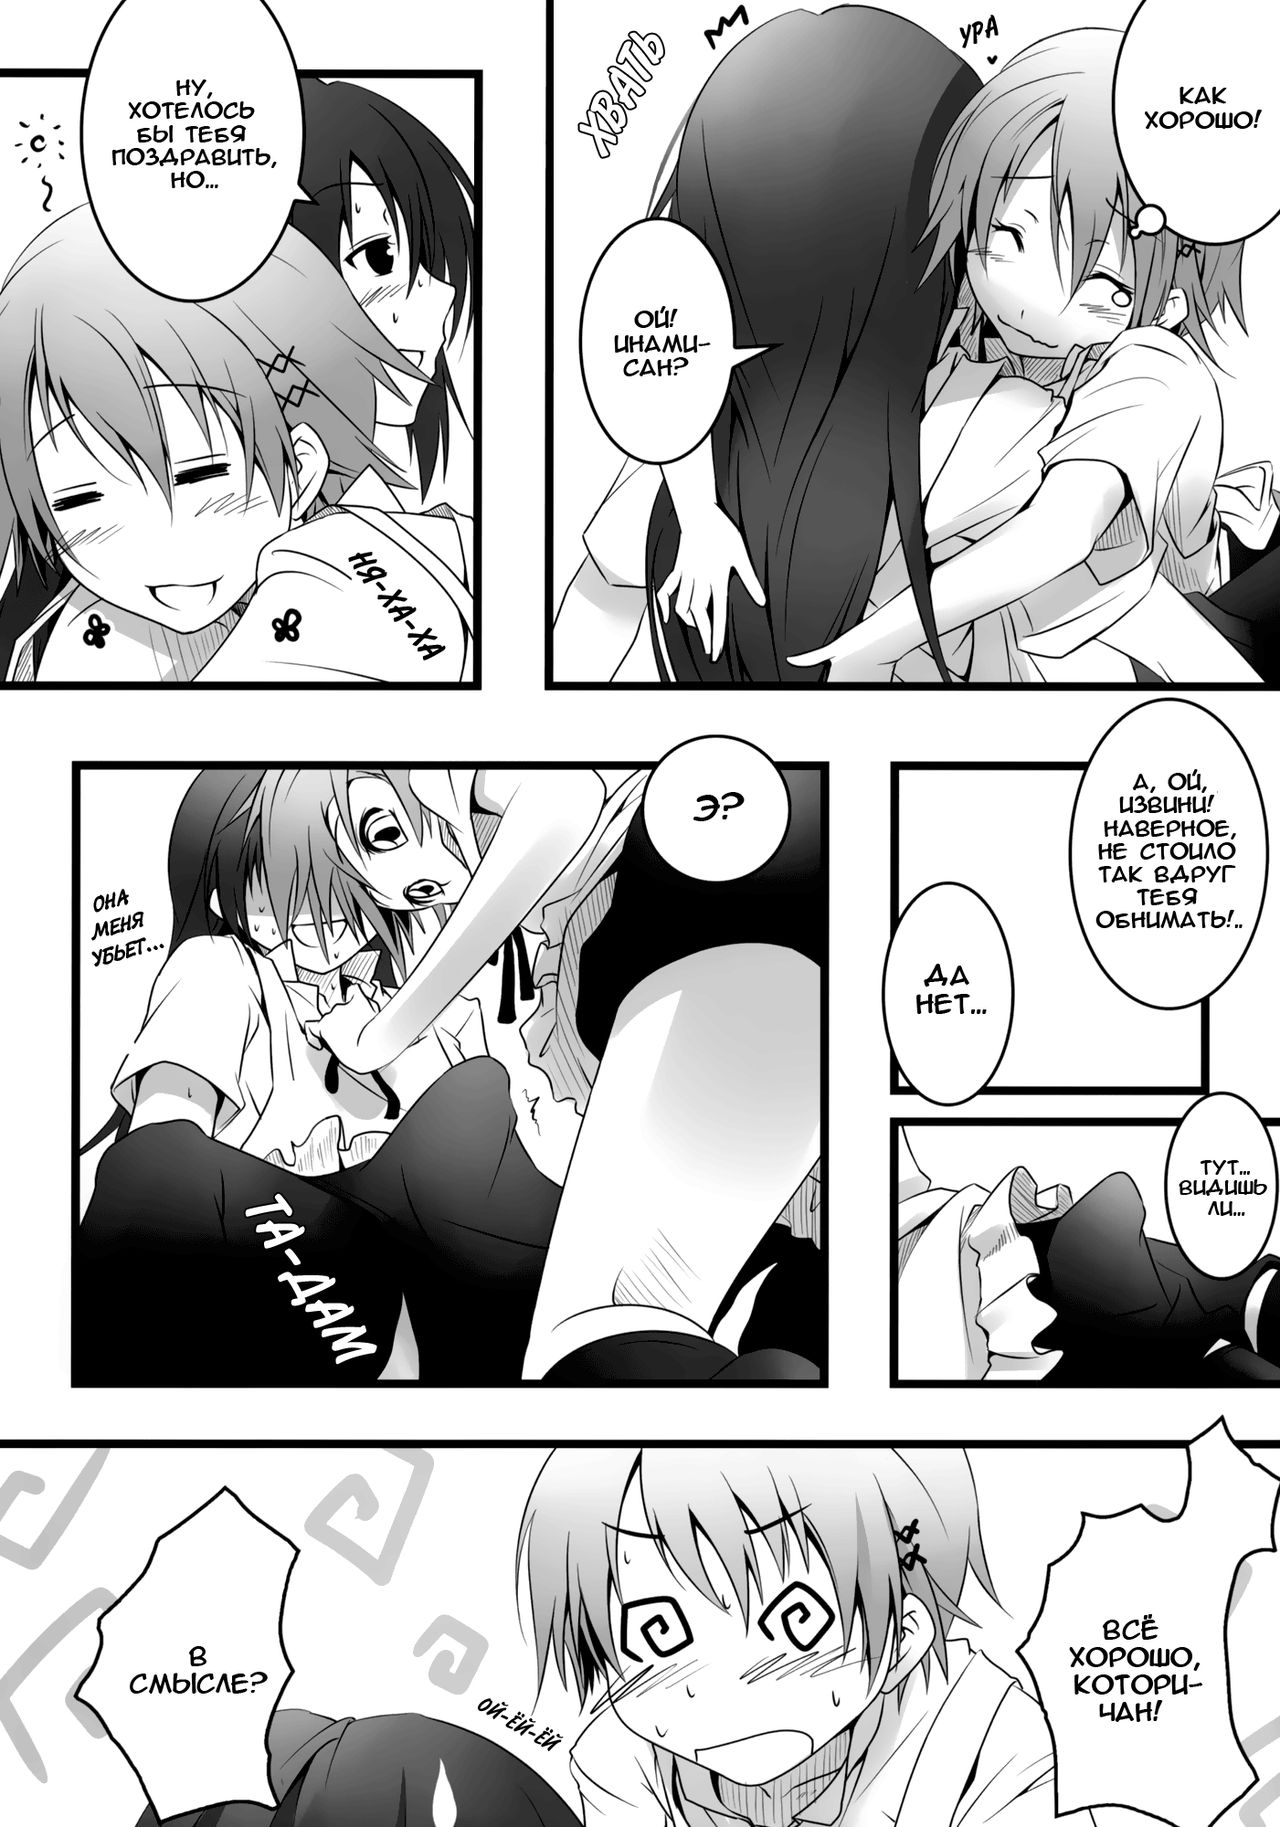 КАК
ХОРОШО!
УРА
ХВАТЬ
ОЙ!
ИНАМИ-
САН?
НУ,
ХОТЕЛОСЬ
БЫ ТЕБЯ
ПОЗДРАВИТЬ,
НО...
НЯ-ХА-ХА
А, ОЙ,
ИЗВИНИ!
НАВЕРНОЕ,
НЕ СТОИЛО
ТАК ВДРУГ
ТЕБЯ
ОБНИМАТЬ!..
ДА
НЕТ...
ТУТ...
ВИДИШЬ
ЛИ...
Э?
ОНА
МЕНЯ
УБЬЕТ...
ТА-ДАМ
ВСЁ
ХОРОШО,
КОТОРИ-
ЧАН!
ОЙ-ЁЙ-ЁЙ
В
СМЫСЛЕ?